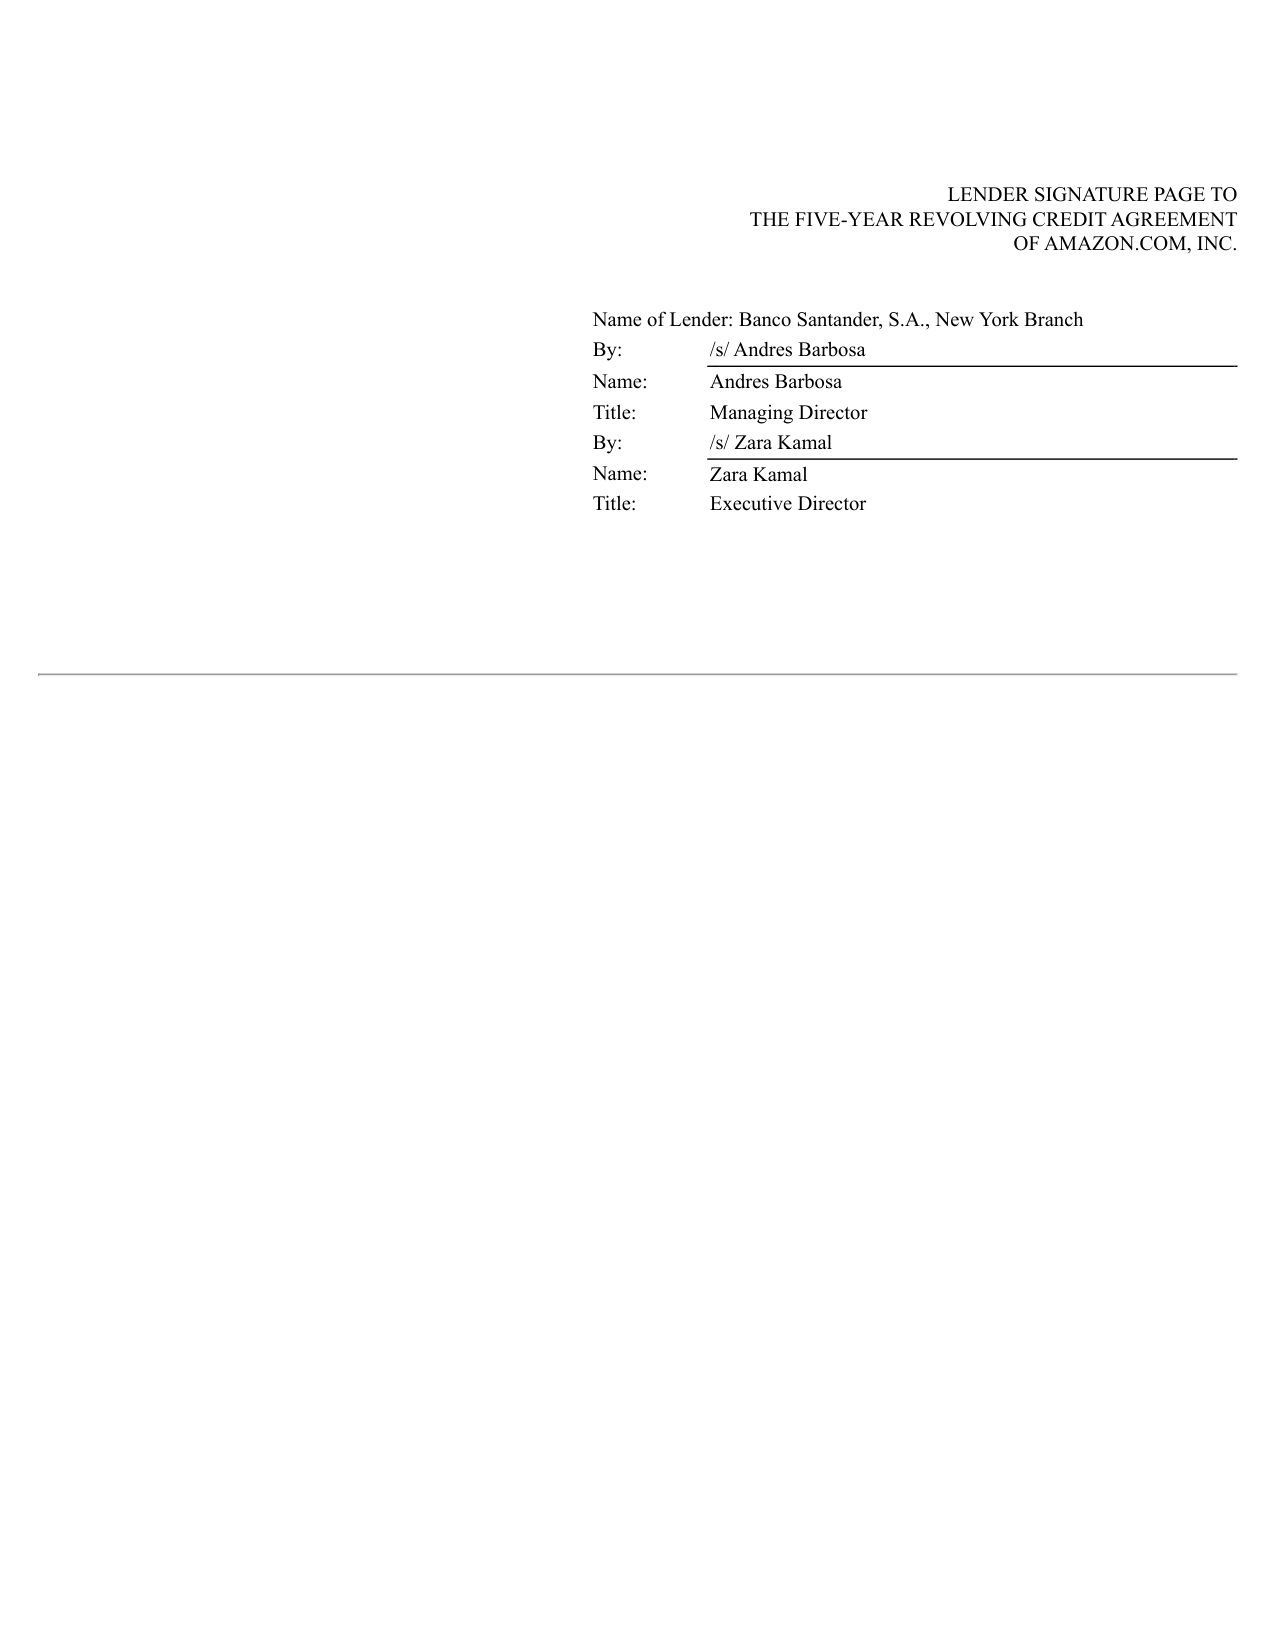 LENDER SIGNATURE PAGE TO
THE FIVE-YEAR REVOLVING CREDIT AGREEMENT
OF AMAZON.COM, INC.
Name of Lender: Banco Santander, S.A., New York Branch
By: /s/ Andres Barbosa
Name: Andres Barbosa
Title: Managing Director
By: /s/ Zara Kamal
Name: Zara Kamal
Title: Executive Director